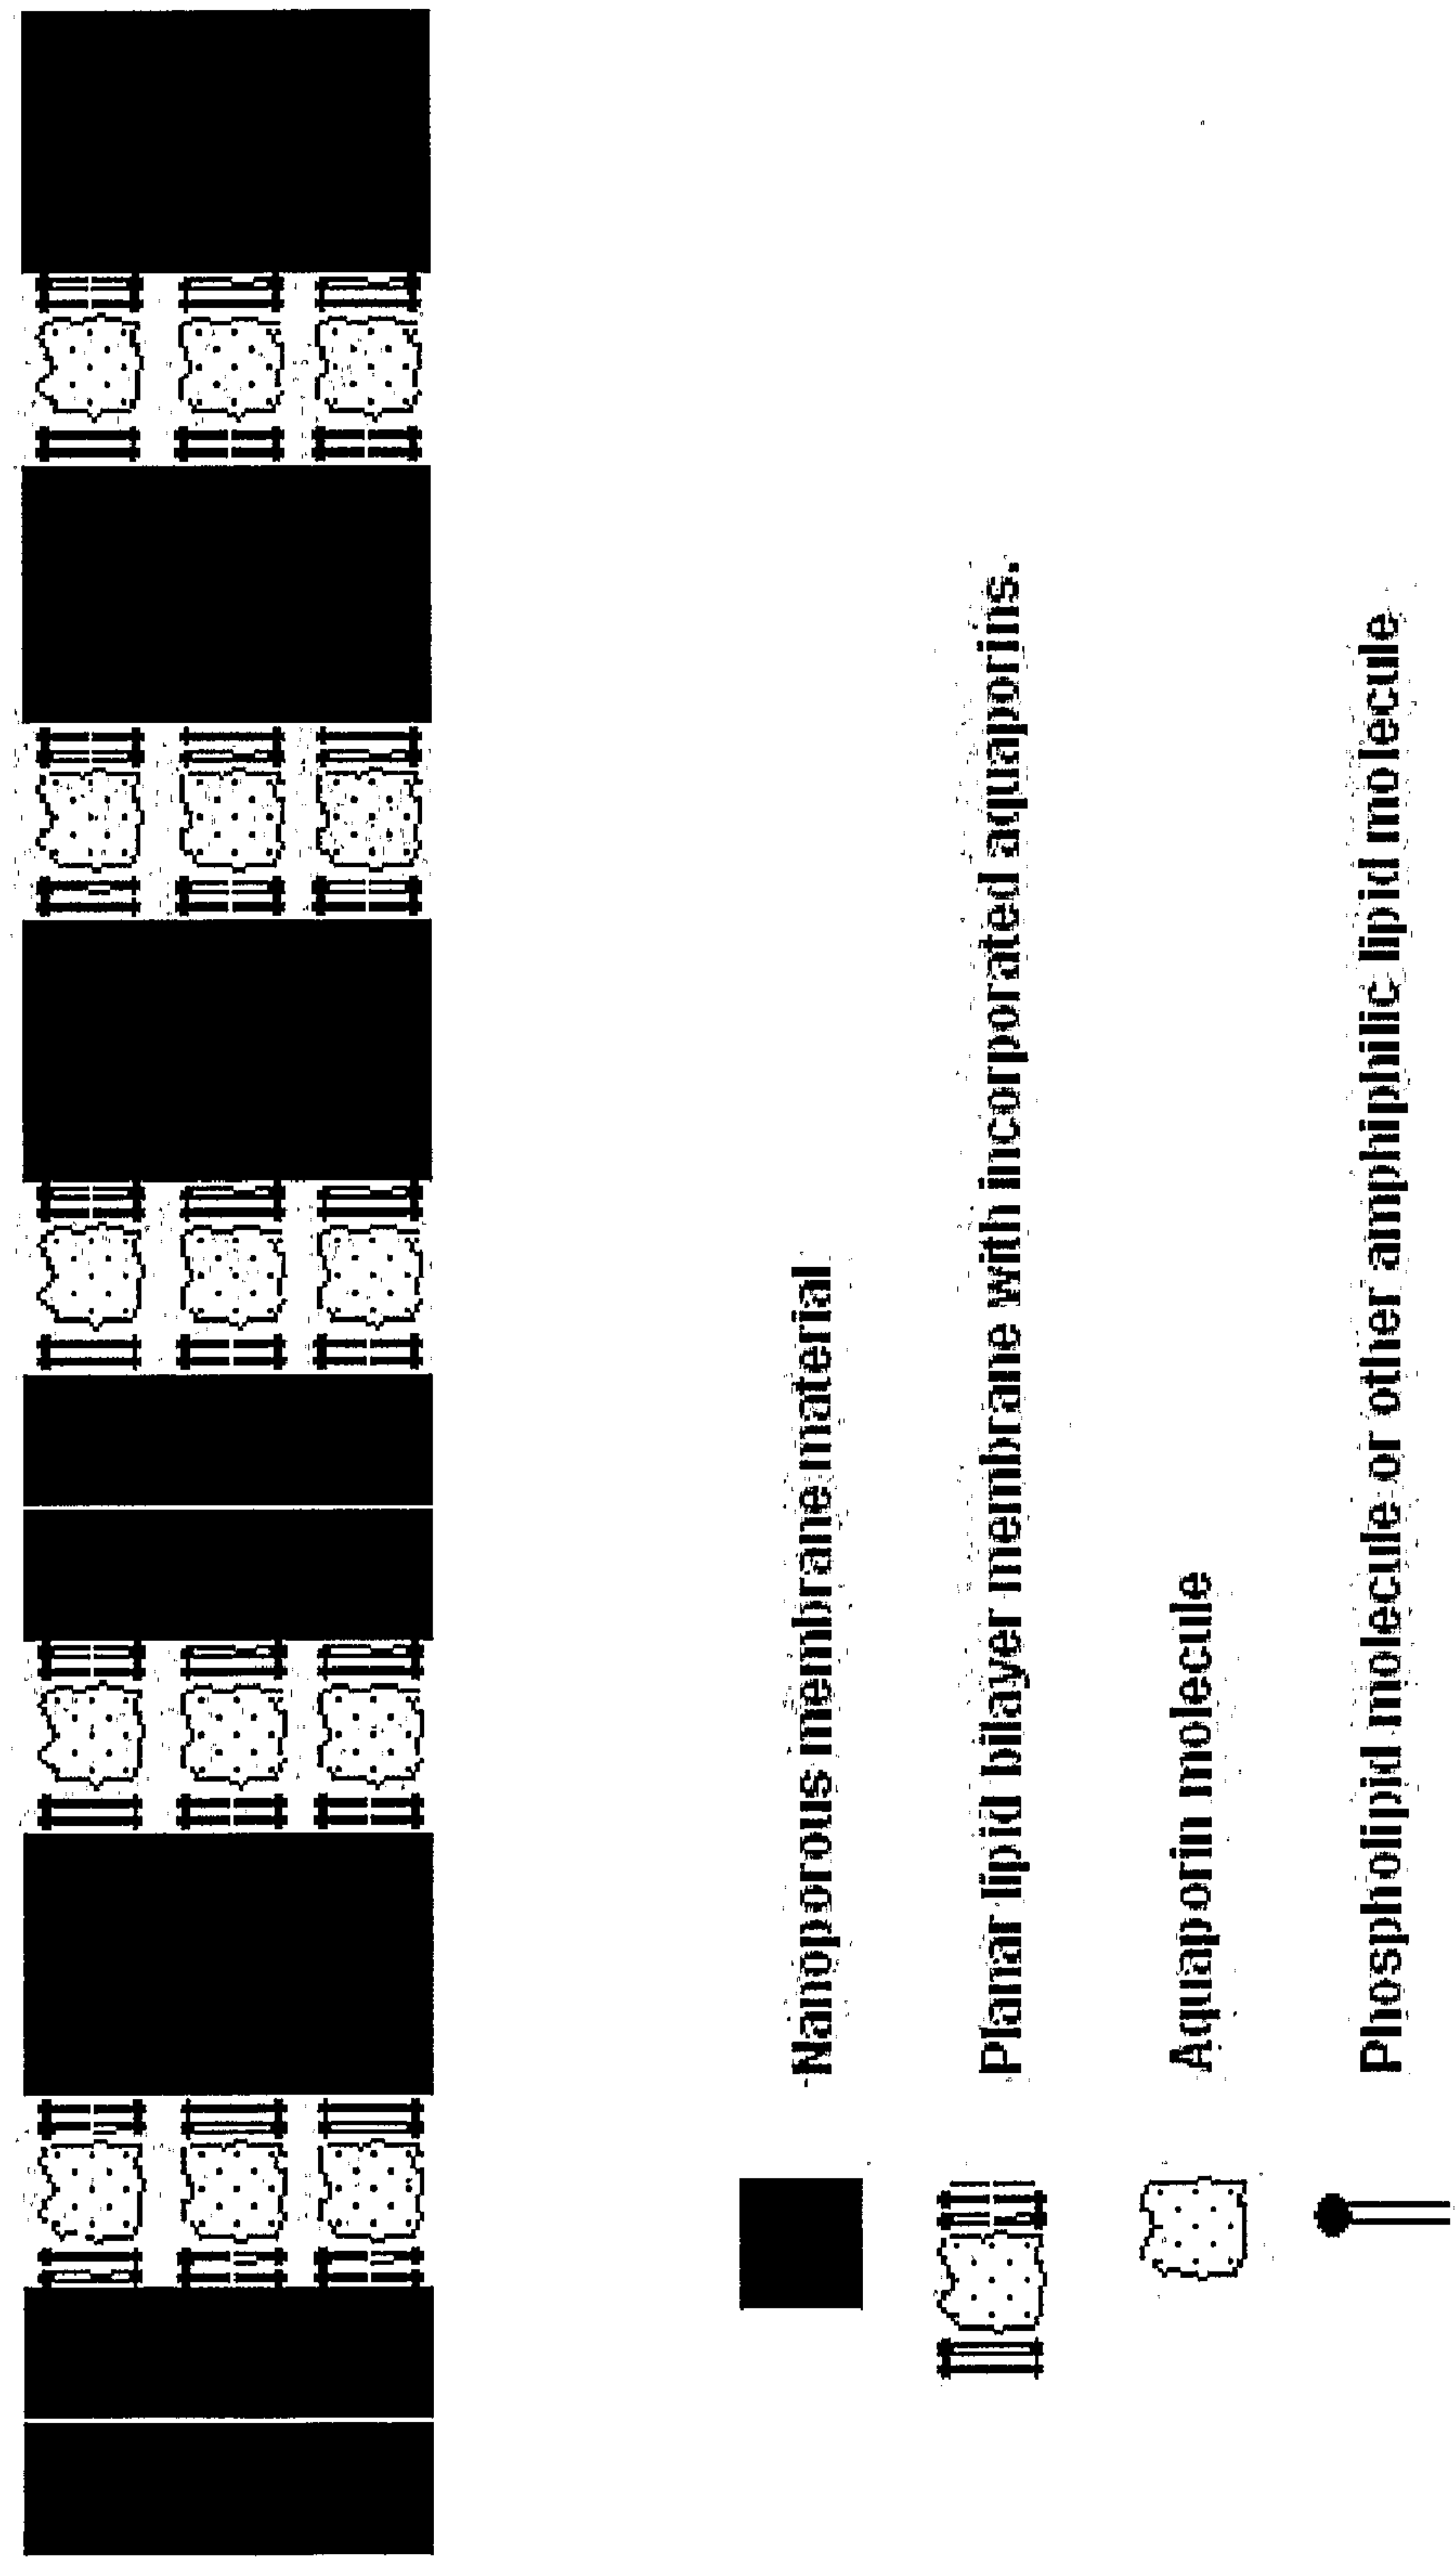 Nanoporous membrane material
Planar lipid bilayer membrane with incorporated aquaporins.
Aquaporin molecule
Phospholipid molecule or other amphiphilic lipid molecule